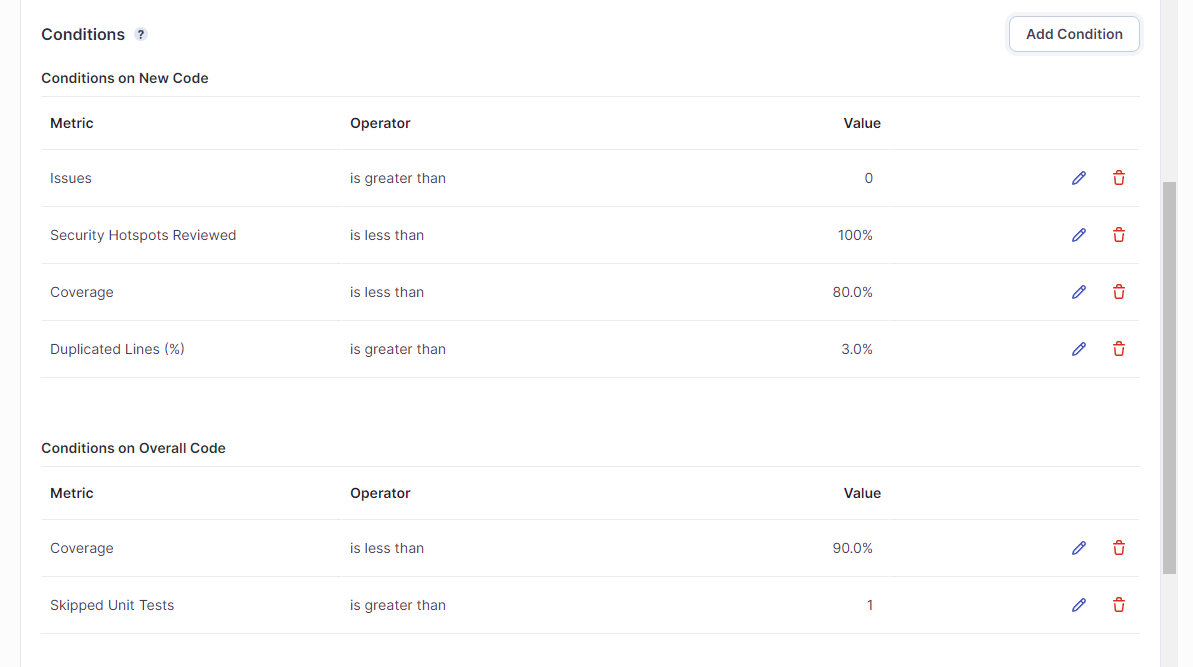 Conditions ?
Add Condition
Conditions on New Code
Metric Operator Value
Issues is greater than 0
Security Hotspots Reviewed is less than 100%
Coverage is less than 80.0%
Duplicated Lines (%) is greater than 3.0%
Conditions on Overall Code
Metric Operator Value
Coverage is less than 90.0%
Skipped Unit Tests is greater than 1